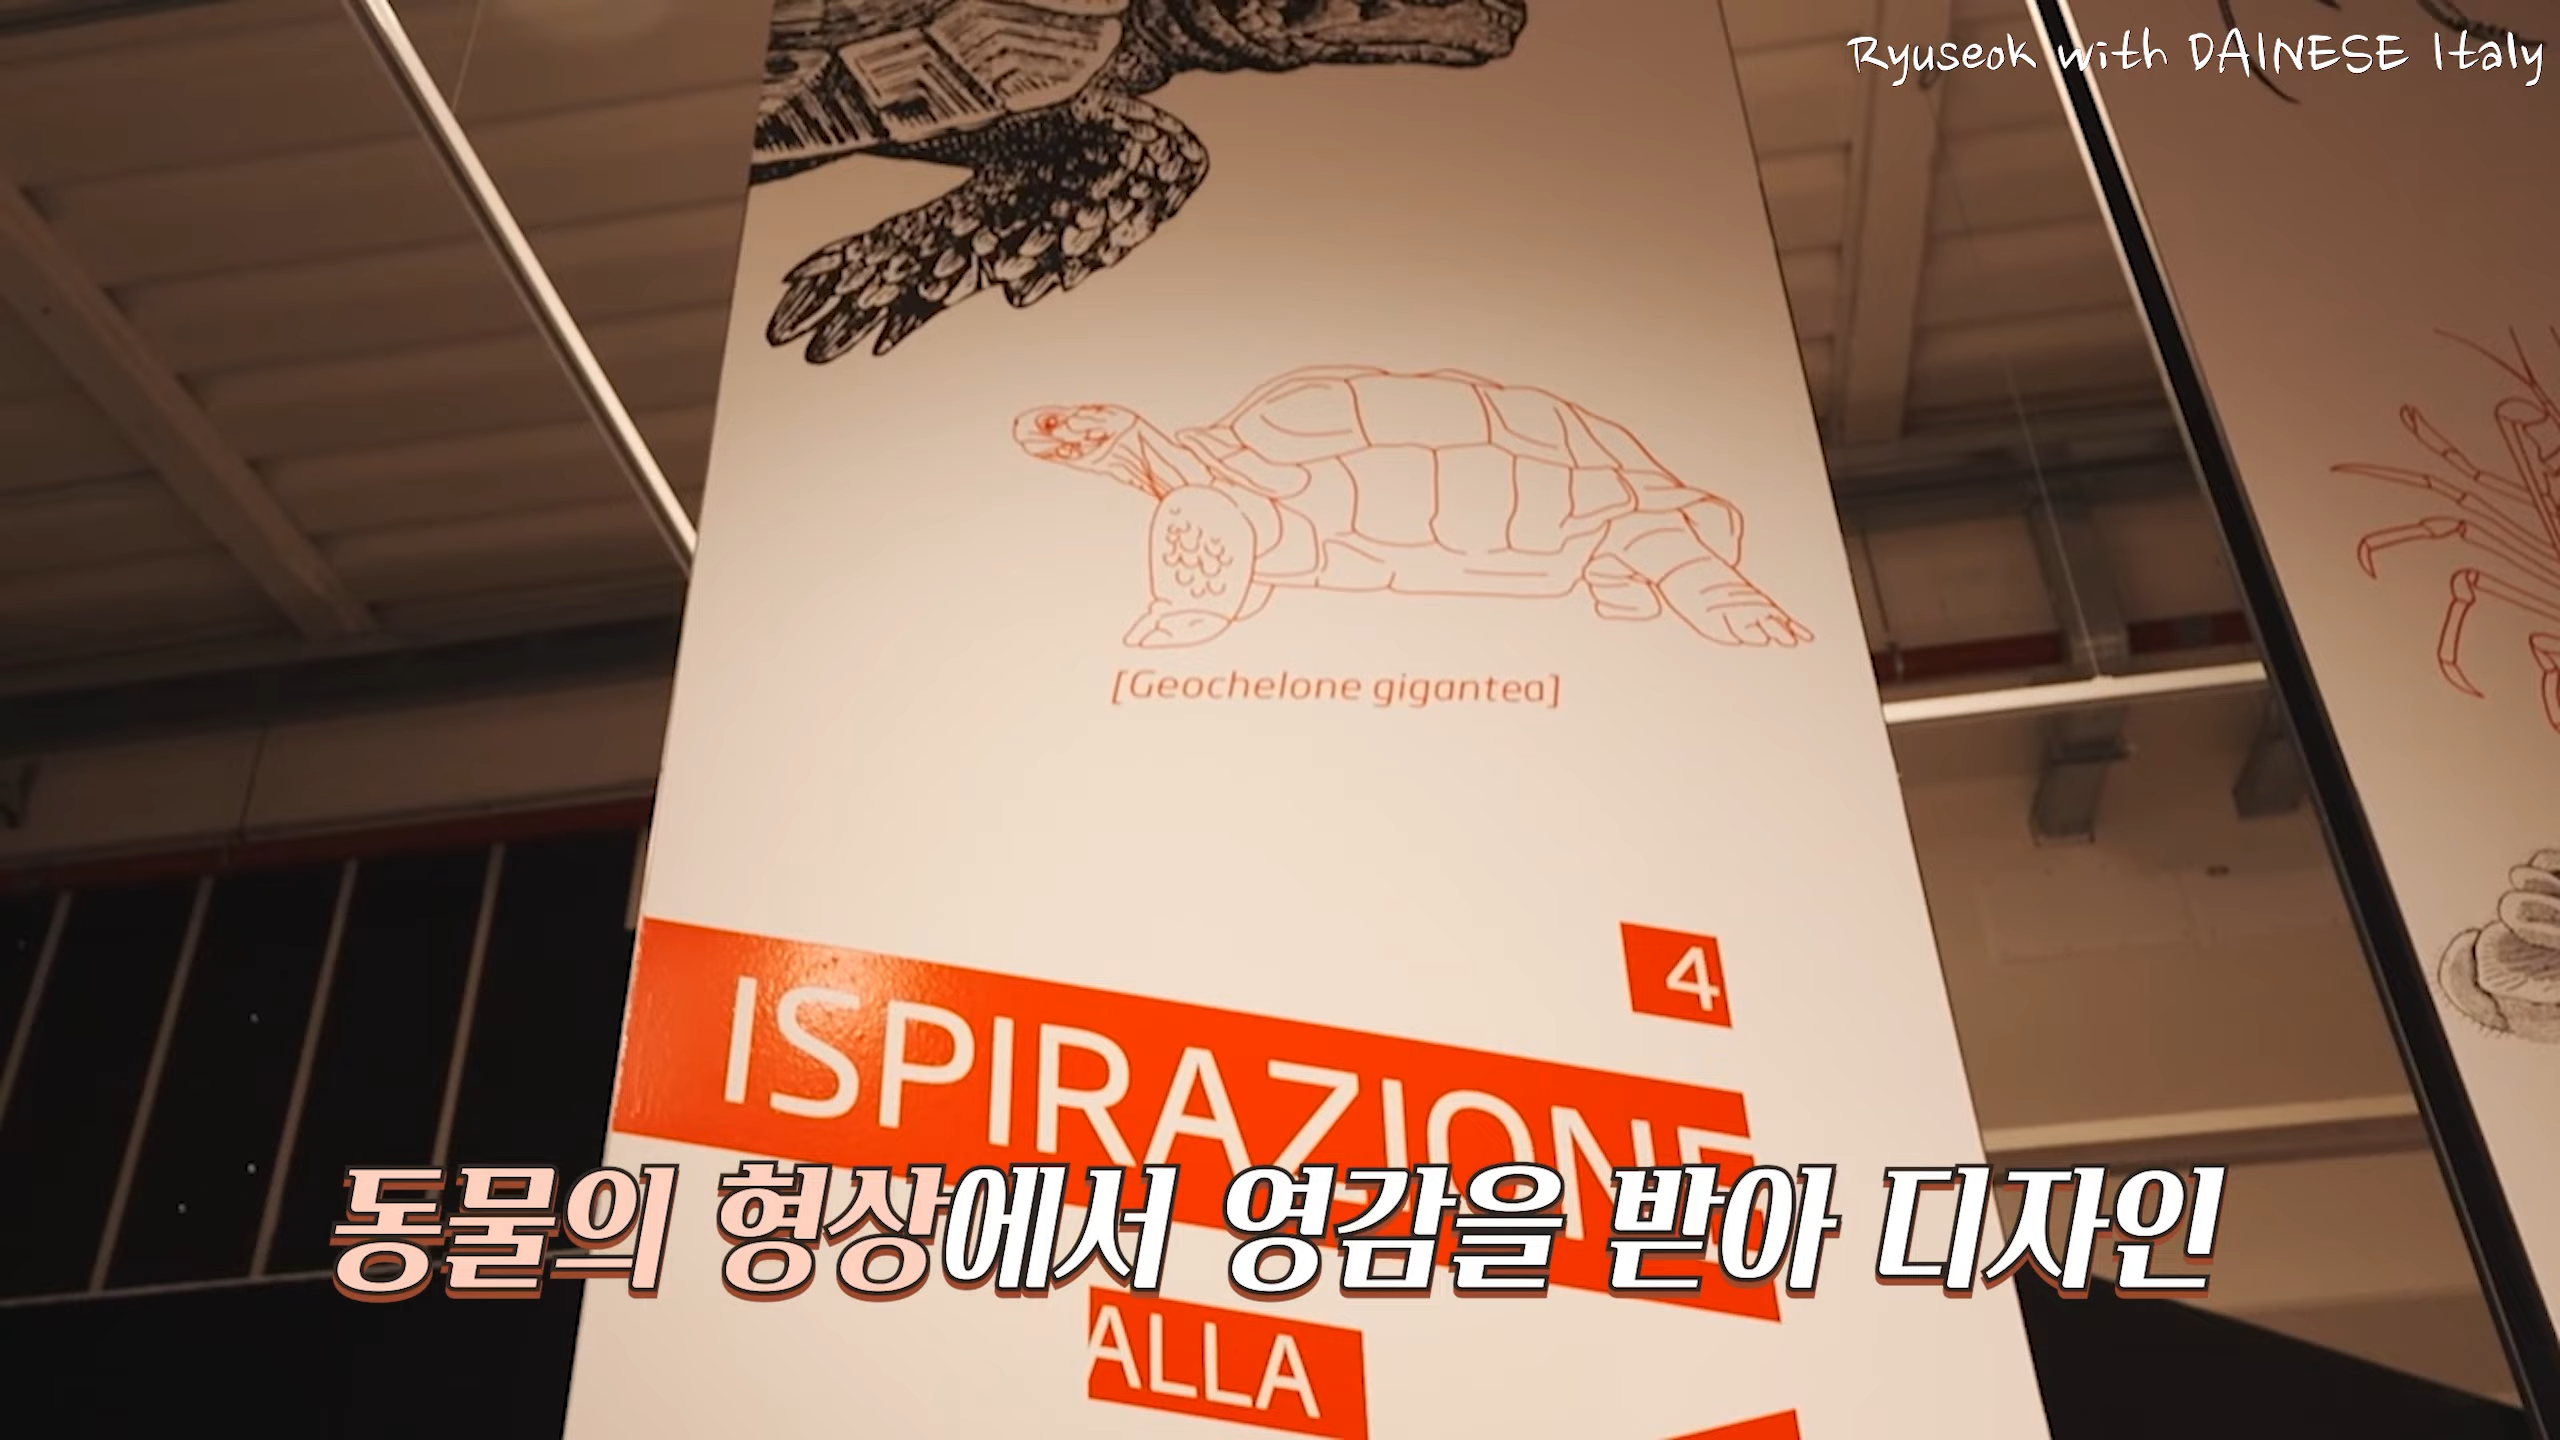 Ryuseok with DAINESE Italy
[Geochelone gigantea]
4
ISPIRAZIONE
동물의 형상에서 영감을 받아 디자인
ALLA